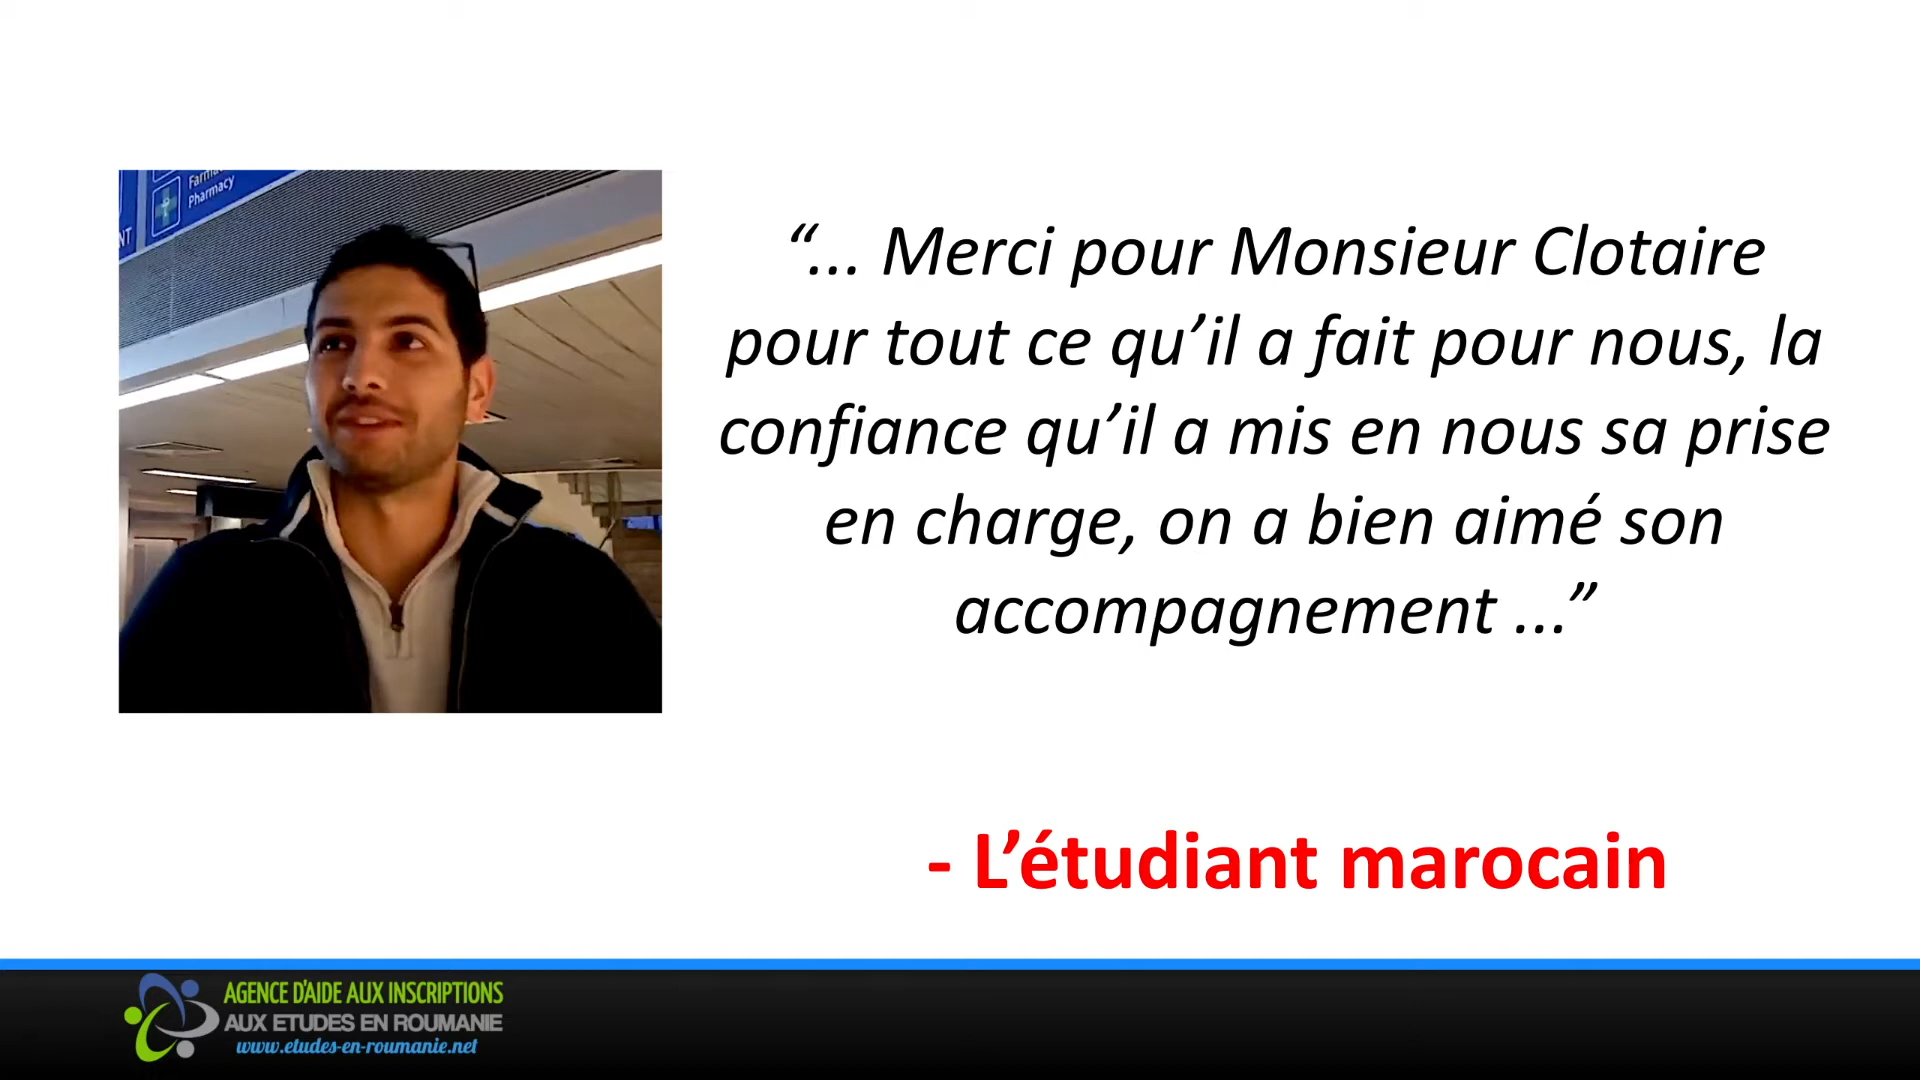 Pharmacy
“... Merci pour Monsieur Clotaire
pour tout ce qu’il a fait pour nous, la
confiance qu’il a mis en nous sa prise
en charge, on a bien aimé son
accompagnement ...”
- L’étudiant marocain
AGENCE D'AIDE AUX INSCRIPTIONS
AUX ETUDES EN ROUMANIE
www.etudes-en-roumanie.net